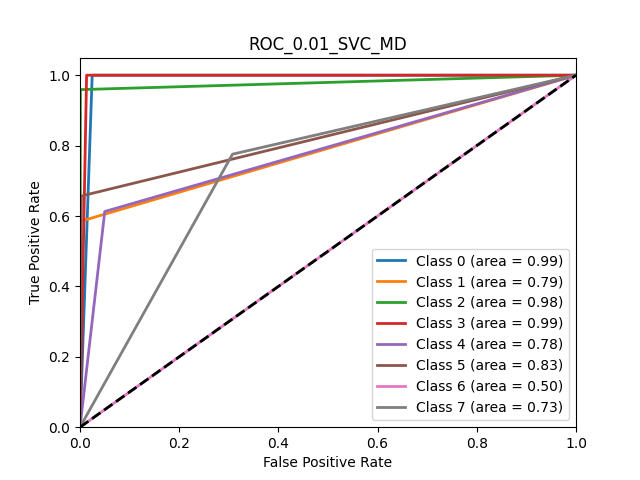 ROC_0.01_SVC_MD
1.0
0.8
0.6
0.4
0.2
0.0
True Positive Rate
Class 0 (area = 0.99)
Class 1 (area = 0.79)
Class 2 (area = 0.98)
Class 3 (area = 0.99)
Class 4 (area = 0.78)
Class 5 (area = 0.83)
Class 6 (area = 0.50)
Class 7 (area = 0.73)
0.0 0.2 0.4 0.6 0.8 1.0
False Positive Rate